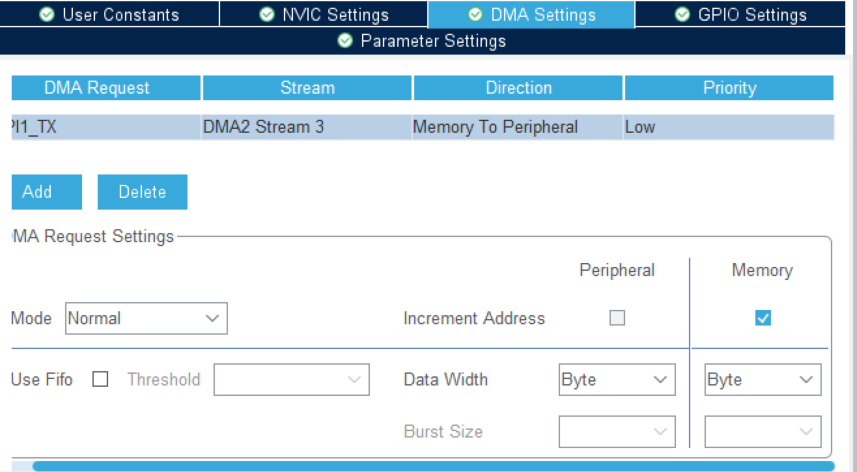 User Constants NVIC Settings DMA Settings GPIO Settings
Parameter Settings
DMA Request Stream Direction Priority
PI1_TX DMA2 Stream 3 Memory To Peripheral Low
Add Delete
MA Request Settings
Peripheral Memory
Mode Normal Increment Address
Use Fifo Threshold Data Width Byte Byte
Burst Size